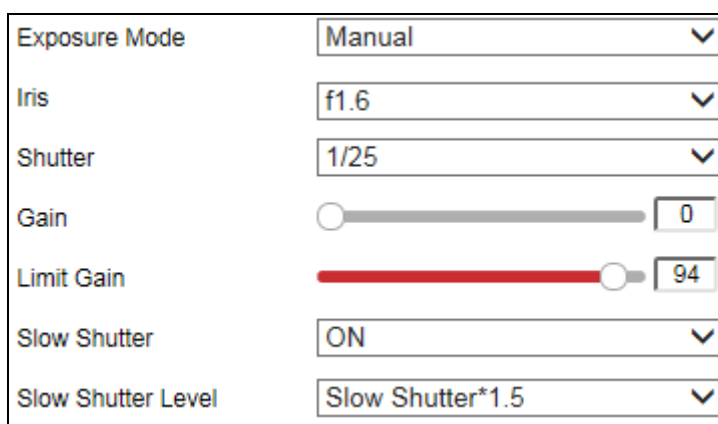 Exposure Mode Manual
Iris f1.6
Shutter 1/25
Gain 0
Limit Gain 94
Slow Shutter ON
Slow Shutter Level Slow Shutter*1.5